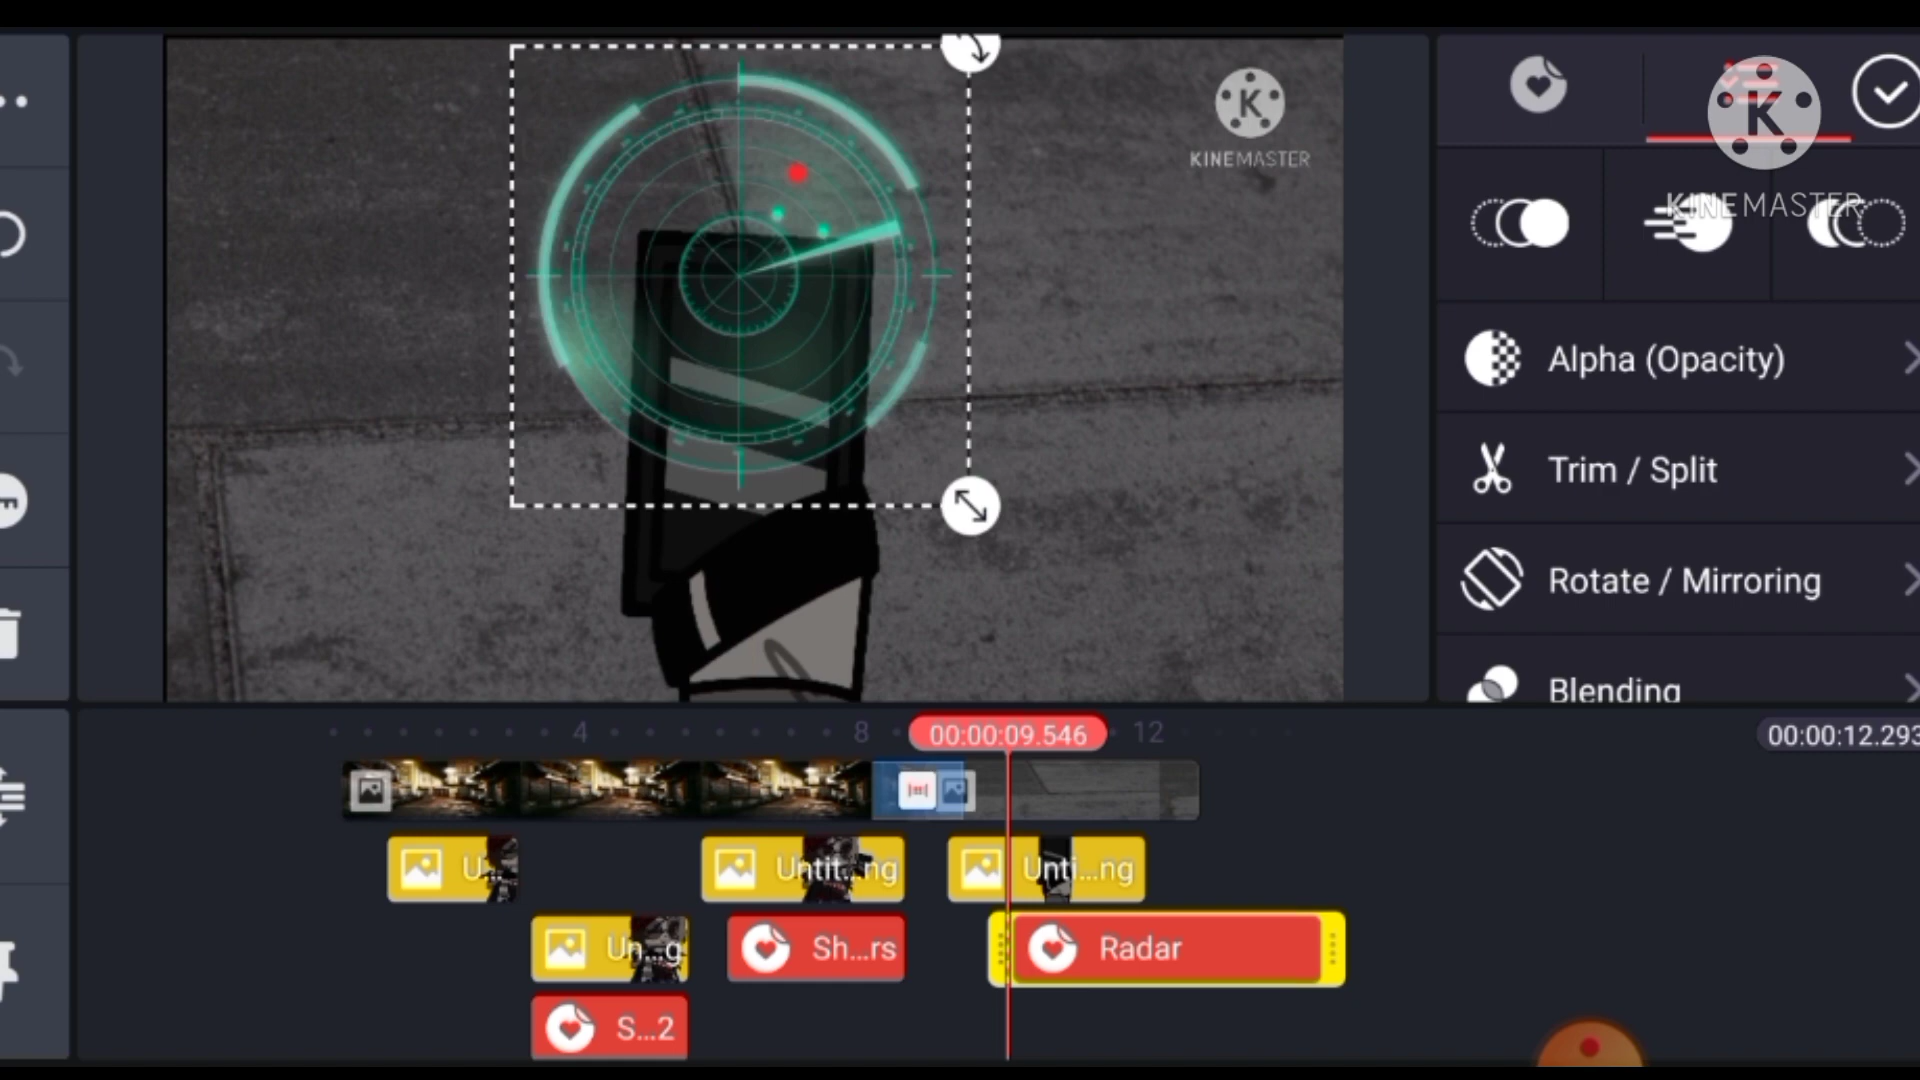 KINEMASTER
KINEMASTER
Alpha (Opacity)
Trim / Split
Rotate / Mirroring
Blending
4
8
00:00:09.546
12
00:00:12.293
U...
Untit...ng
Unti...ng
Un...g
Sh...rs
Radar
S...2